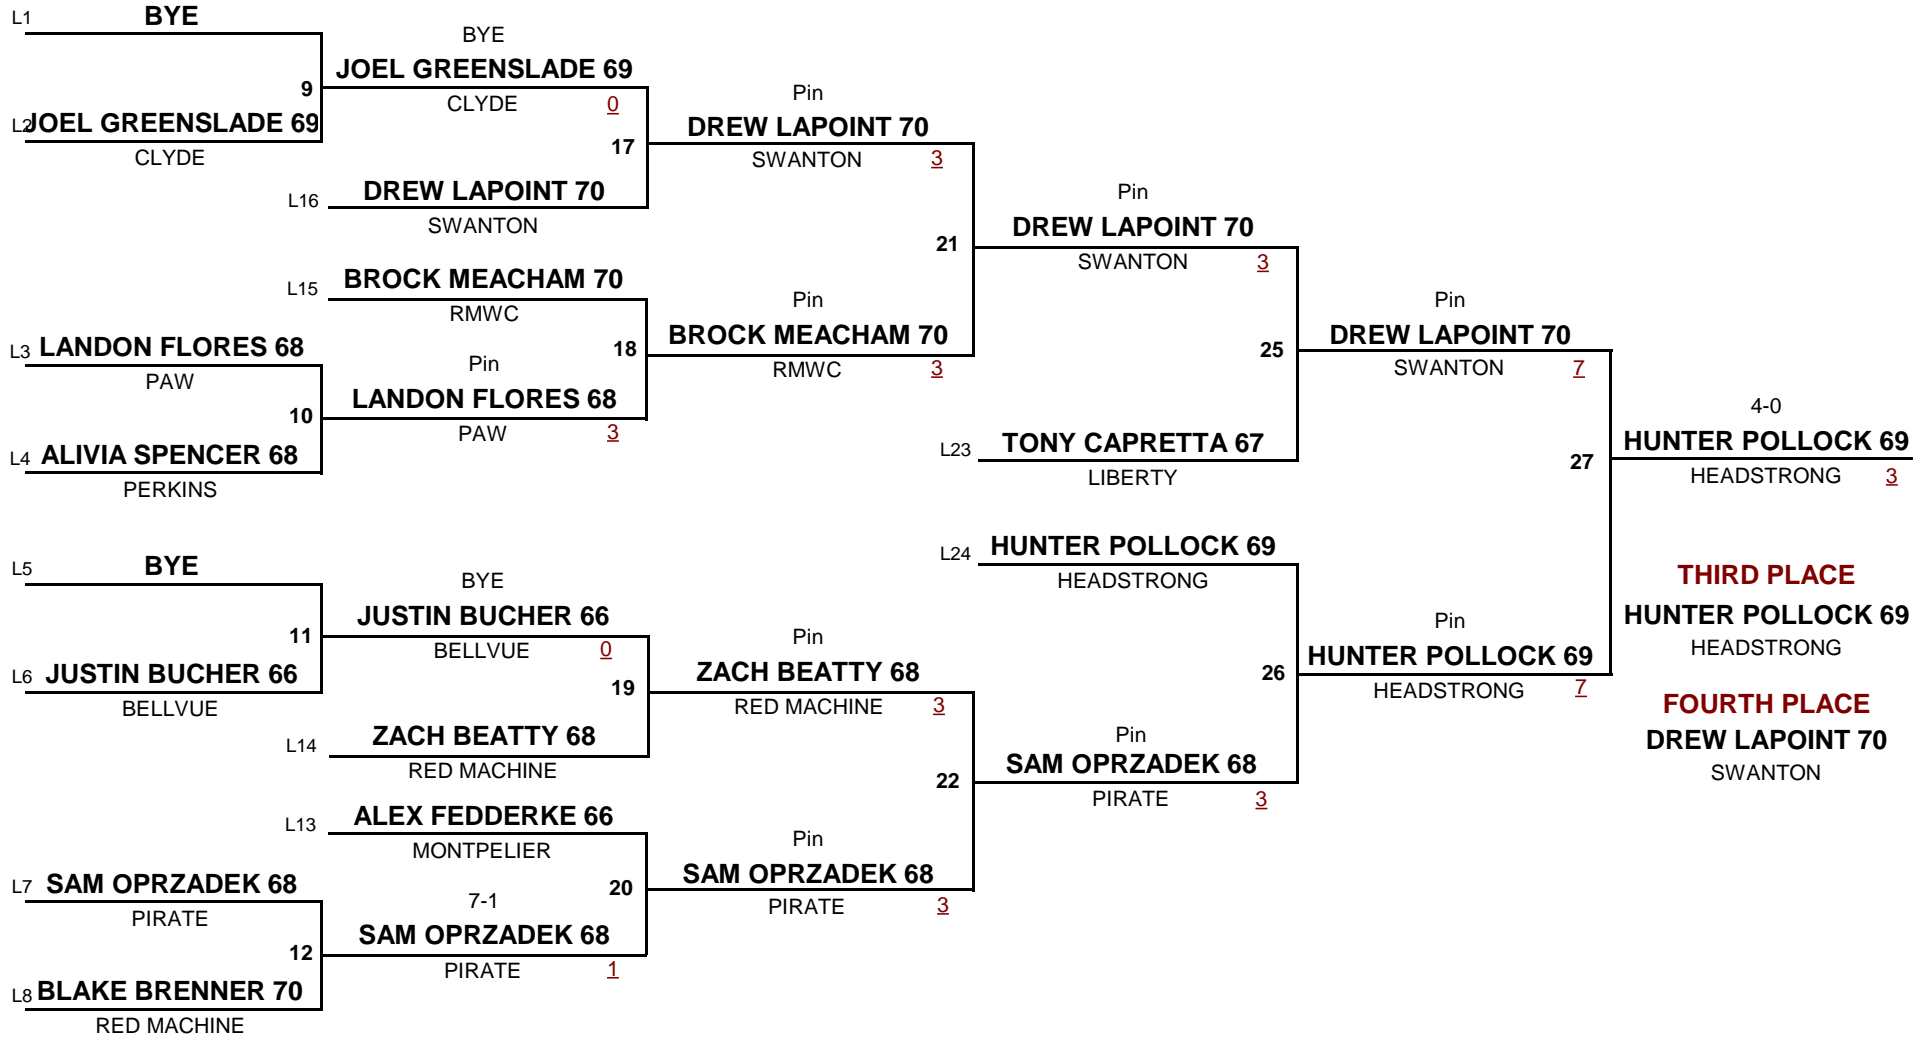 L1 BYE
BYE
JOEL GREENSLADE 69
9
CLYDE 0
L2 JOEL GREENSLADE 69
CLYDE
Pin
DREW LAPOINT 70
17
SWANTON 3
L16 DREW LAPOINT 70
SWANTON
Pin
DREW LAPOINT 70
21
SWANTON 3
L15 BROCK MEACHAM 70
RMWC
Pin
BROCK MEACHAM 70
18
RMWC 3
L3 LANDON FLORES 68
PAW
Pin
LANDON FLORES 68
10
PAW 3
L4 ALIVIA SPENCER 68
PERKINS
Pin
DREW LAPOINT 70
25
SWANTON 7
L23 TONY CAPRETTA 67
LIBERTY
4-0
HUNTER POLLOCK 69
27
HEADSTRONG 3
L5 BYE
BYE
JUSTIN BUCHER 66
11
BELLVUE 0
L6 JUSTIN BUCHER 66
BELLVUE
Pin
ZACH BEATTY 68
19
RED MACHINE 3
L14 ZACH BEATTY 68
RED MACHINE
L24 HUNTER POLLOCK 69
HEADSTRONG
Pin
HUNTER POLLOCK 69
26
HEADSTRONG 7
Pin
SAM OPRZADEK 68
22
PIRATE 3
L13 ALEX FEDDERKE 66
MONTPELIER
Pin
SAM OPRZADEK 68
20
PIRATE 3
L7 SAM OPRZADEK 68
PIRATE
7-1
SAM OPRZADEK 68
12
PIRATE 1
L8 BLAKE BRENNER 70
RED MACHINE
THIRD PLACE
HUNTER POLLOCK 69
HEADSTRONG
FOURTH PLACE
DREW LAPOINT 70
SWANTON